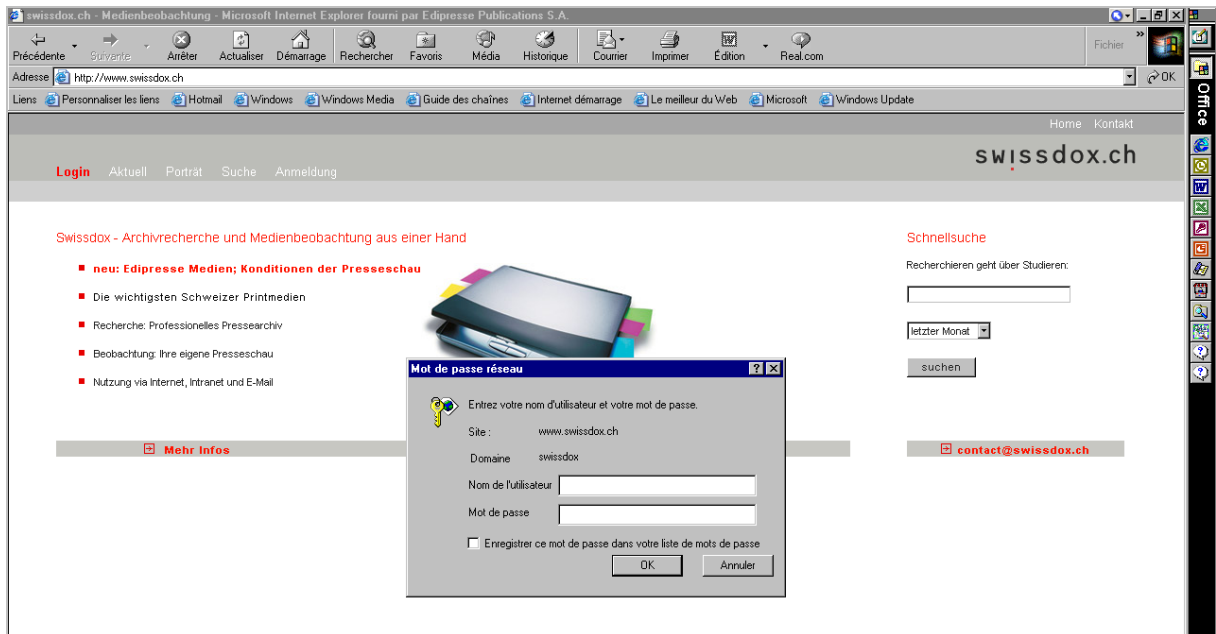 swissdox.ch - Medienbeobachtung - Microsoft Internet Explorer fourni par Edipresse Publications S.A.
Précédente Suivante Arrêter Actualiser Démarrage Rechercher Favoris Média Historique Courrier Imprimer Édition Real.com Fichier »
Adresse http://www.swissdox.ch OK
Liens Personnaliser les liens Hotmail Windows Windows Media Guide des chaînes Internet démarrage Le meilleur du Web Microsoft Windows Update
Office
Home Kontakt
swissdox.ch
Login Aktuell Porträt Suche Anmeldung
Swissdox - Archivrecherche und Medienbeobachtung aus einer Hand
neu: Edipresse Medien; Konditionen der Presseschau
Die wichtigsten Schweizer Printmedien
Recherche: Professionelles Pressearchiv
Beobachtung: Ihre eigene Presseschau
Nutzung via Internet, Intranet und E-Mail
Mehr Infos
Schnellsuche
Recherchieren geht über Studieren:
letzter Monat
suchen
contact@swissdox.ch
Mot de passe réseau
Entrez votre nom d'utilisateur et votre mot de passe.
Site : www.swissdox.ch
Domaine swissdox
Nom de l'utilisateur
Mot de passe
Enregistrer ce mot de passe dans votre liste de mots de passe
OK Annuler